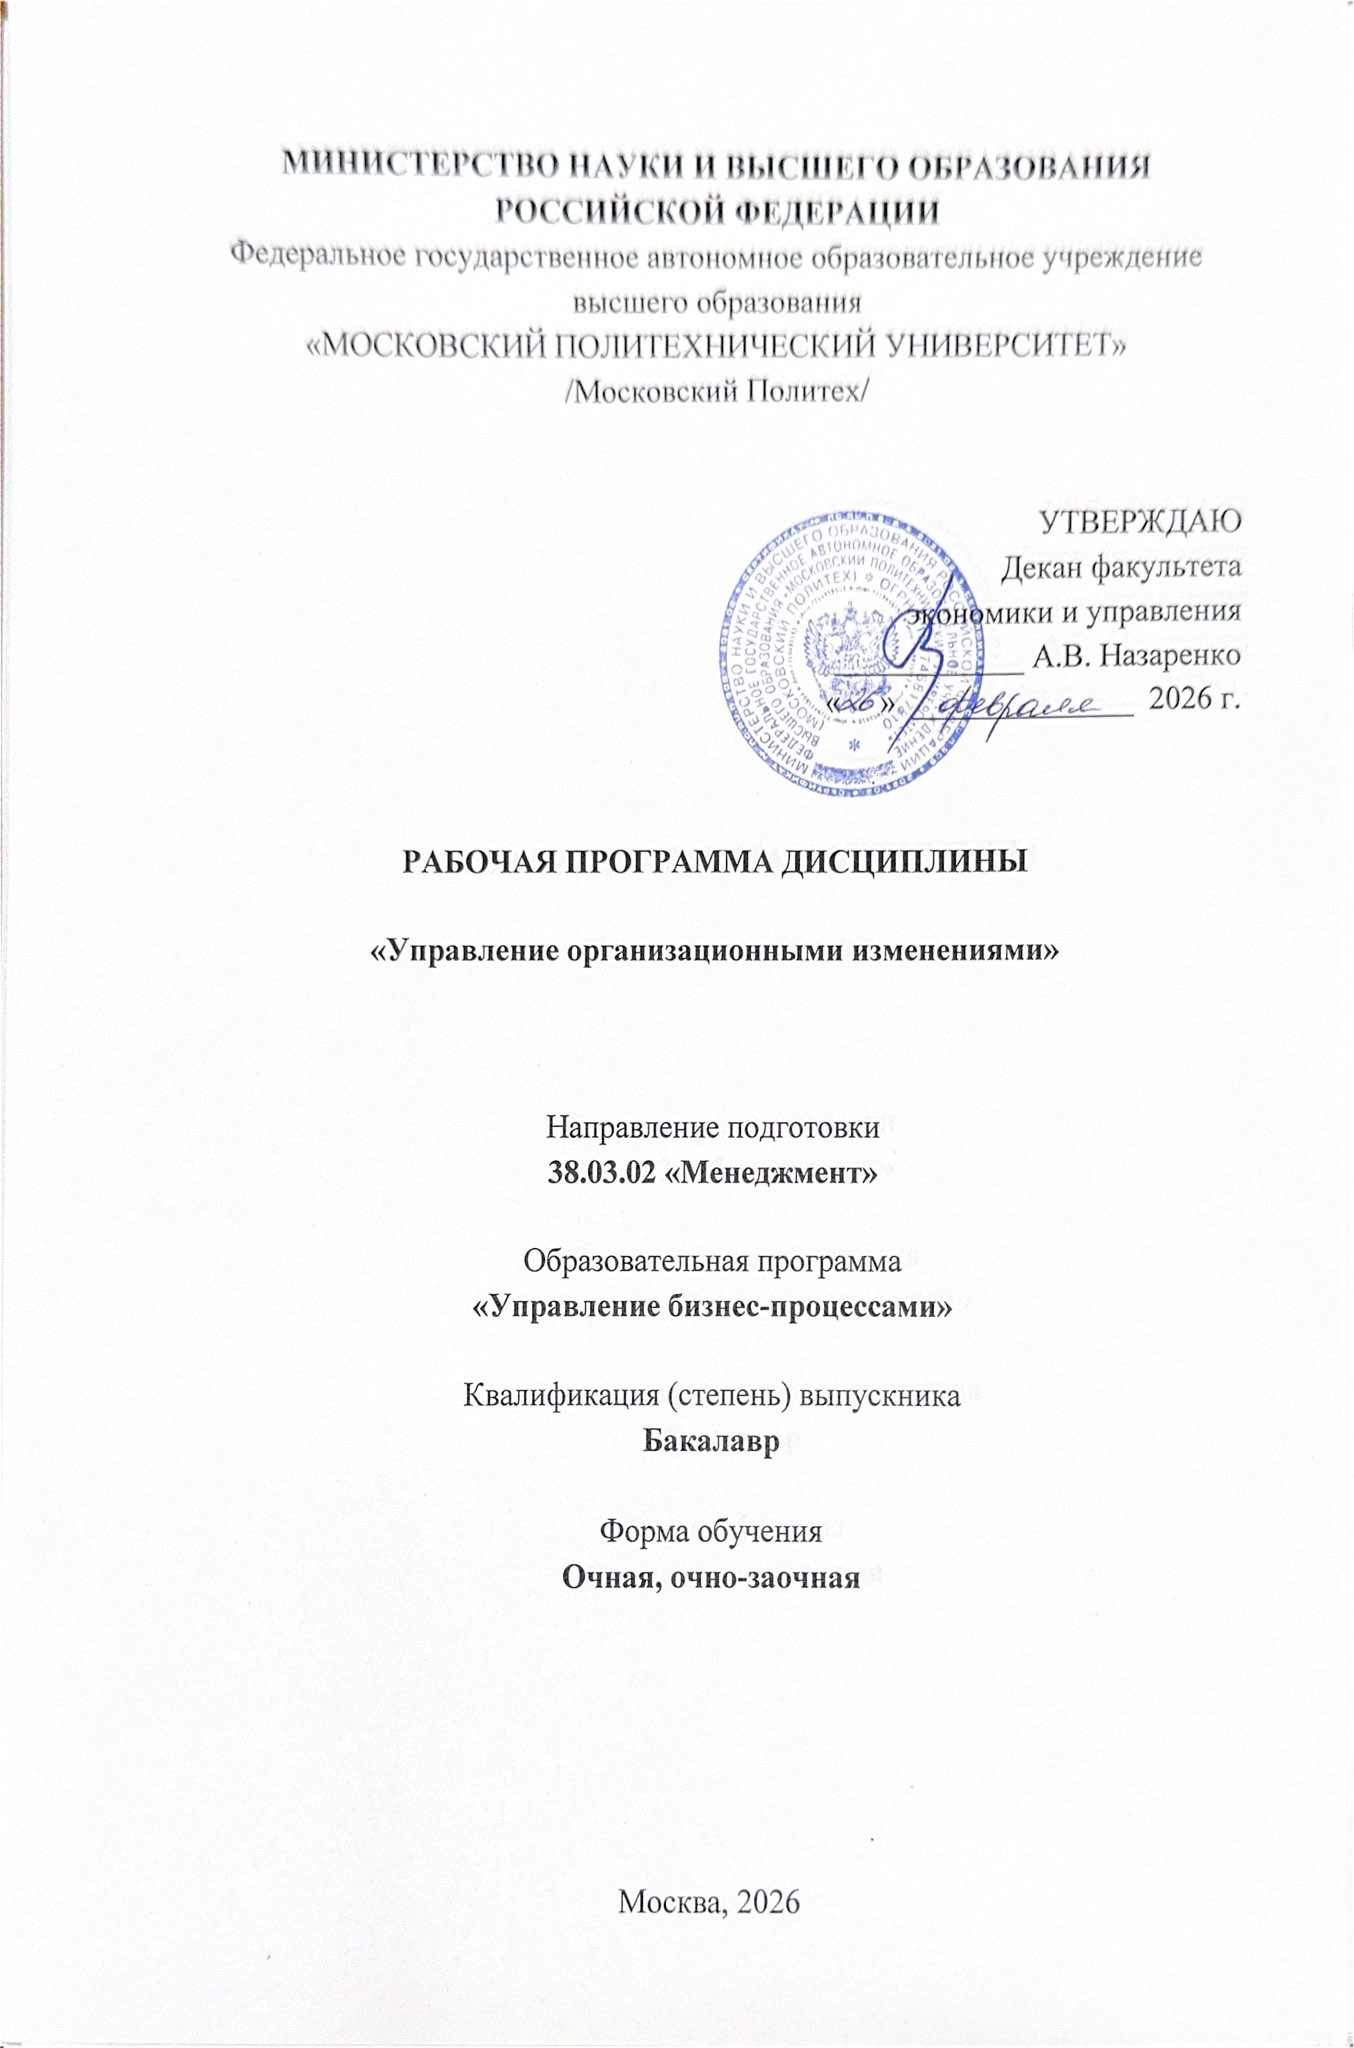 МИНИСТЕРСТВО НАУКИ И ВЫСШЕГО ОБРАЗОВАНИЯ
РОССИЙСКОЙ ФЕДЕРАЦИИ
Федеральное государственное автономное образовательное учреждение
высшего образования
«МОСКОВСКИЙ ПОЛИТЕХНИЧЕСКИЙ УНИВЕРСИТЕТ»
/Московский Политех/
УТВЕРЖДАЮ
Декан факультета
экономики и управления
А.В. Назаренко
«26» февраля 2026 г.
РАБОЧАЯ ПРОГРАММА ДИСЦИПЛИНЫ
«Управление организационными изменениями»
Направление подготовки
38.03.02 «Менеджмент»
Образовательная программа
«Управление бизнес-процессами»
Квалификация (степень) выпускника
Бакалавр
Форма обучения
Очная, очно-заочная
Москва, 2026